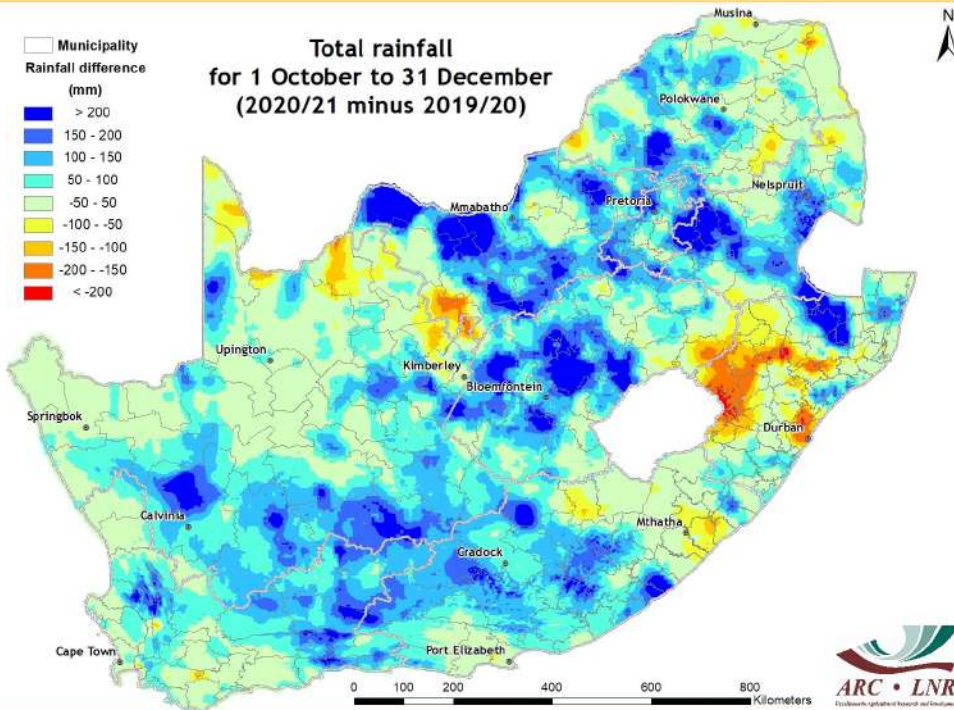 Total rainfall
for 1 October to 31 December
(2020/21 minus 2019/20)
N
Municipality
Rainfall difference
(mm)
> 200
150 - 200
100 - 150
50 - 100
-50 - 50
-100 - -50
-150 - -100
-200 - -150
< -200
Musina
Polokwane
Nelspruit
Pretoria
Mmabatho
Upington
Kimberley
Bloemfontein
Springbok
Durban
Calvinia
Mthatha
Cradock
Cape Town
Port Elizabeth
0 100 200 400 600 800
Kilometers
ARC • LNR